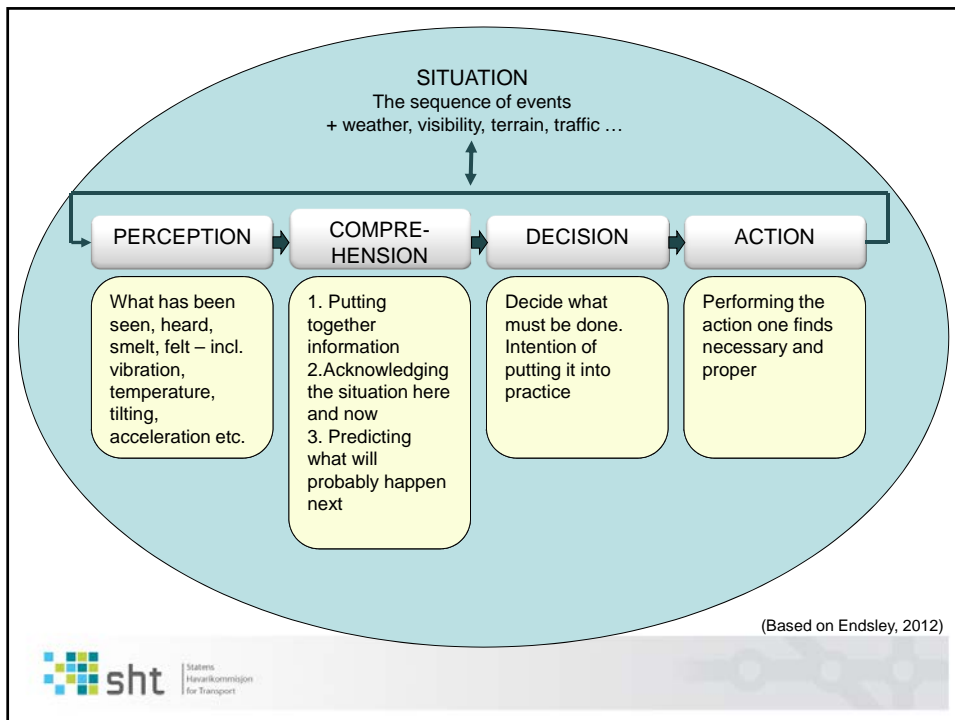 SITUATION
The sequence of events
+ weather, visibility, terrain, traffic …
PERCEPTION
COMPRE-
HENSION
DECISION
ACTION
What has been
seen, heard,
smelt, felt – incl.
vibration,
temperature,
tilting,
acceleration etc.
1. Putting
together
information
2.Acknowledging
the situation here
and now
3. Predicting
what will
probably happen
next
Decide what
must be done.
Intention of
putting it into
practice
Performing the
action one finds
necessary and
proper
(Based on Endsley, 2012)
sht
Statens
Havarikommisjon
for Transport